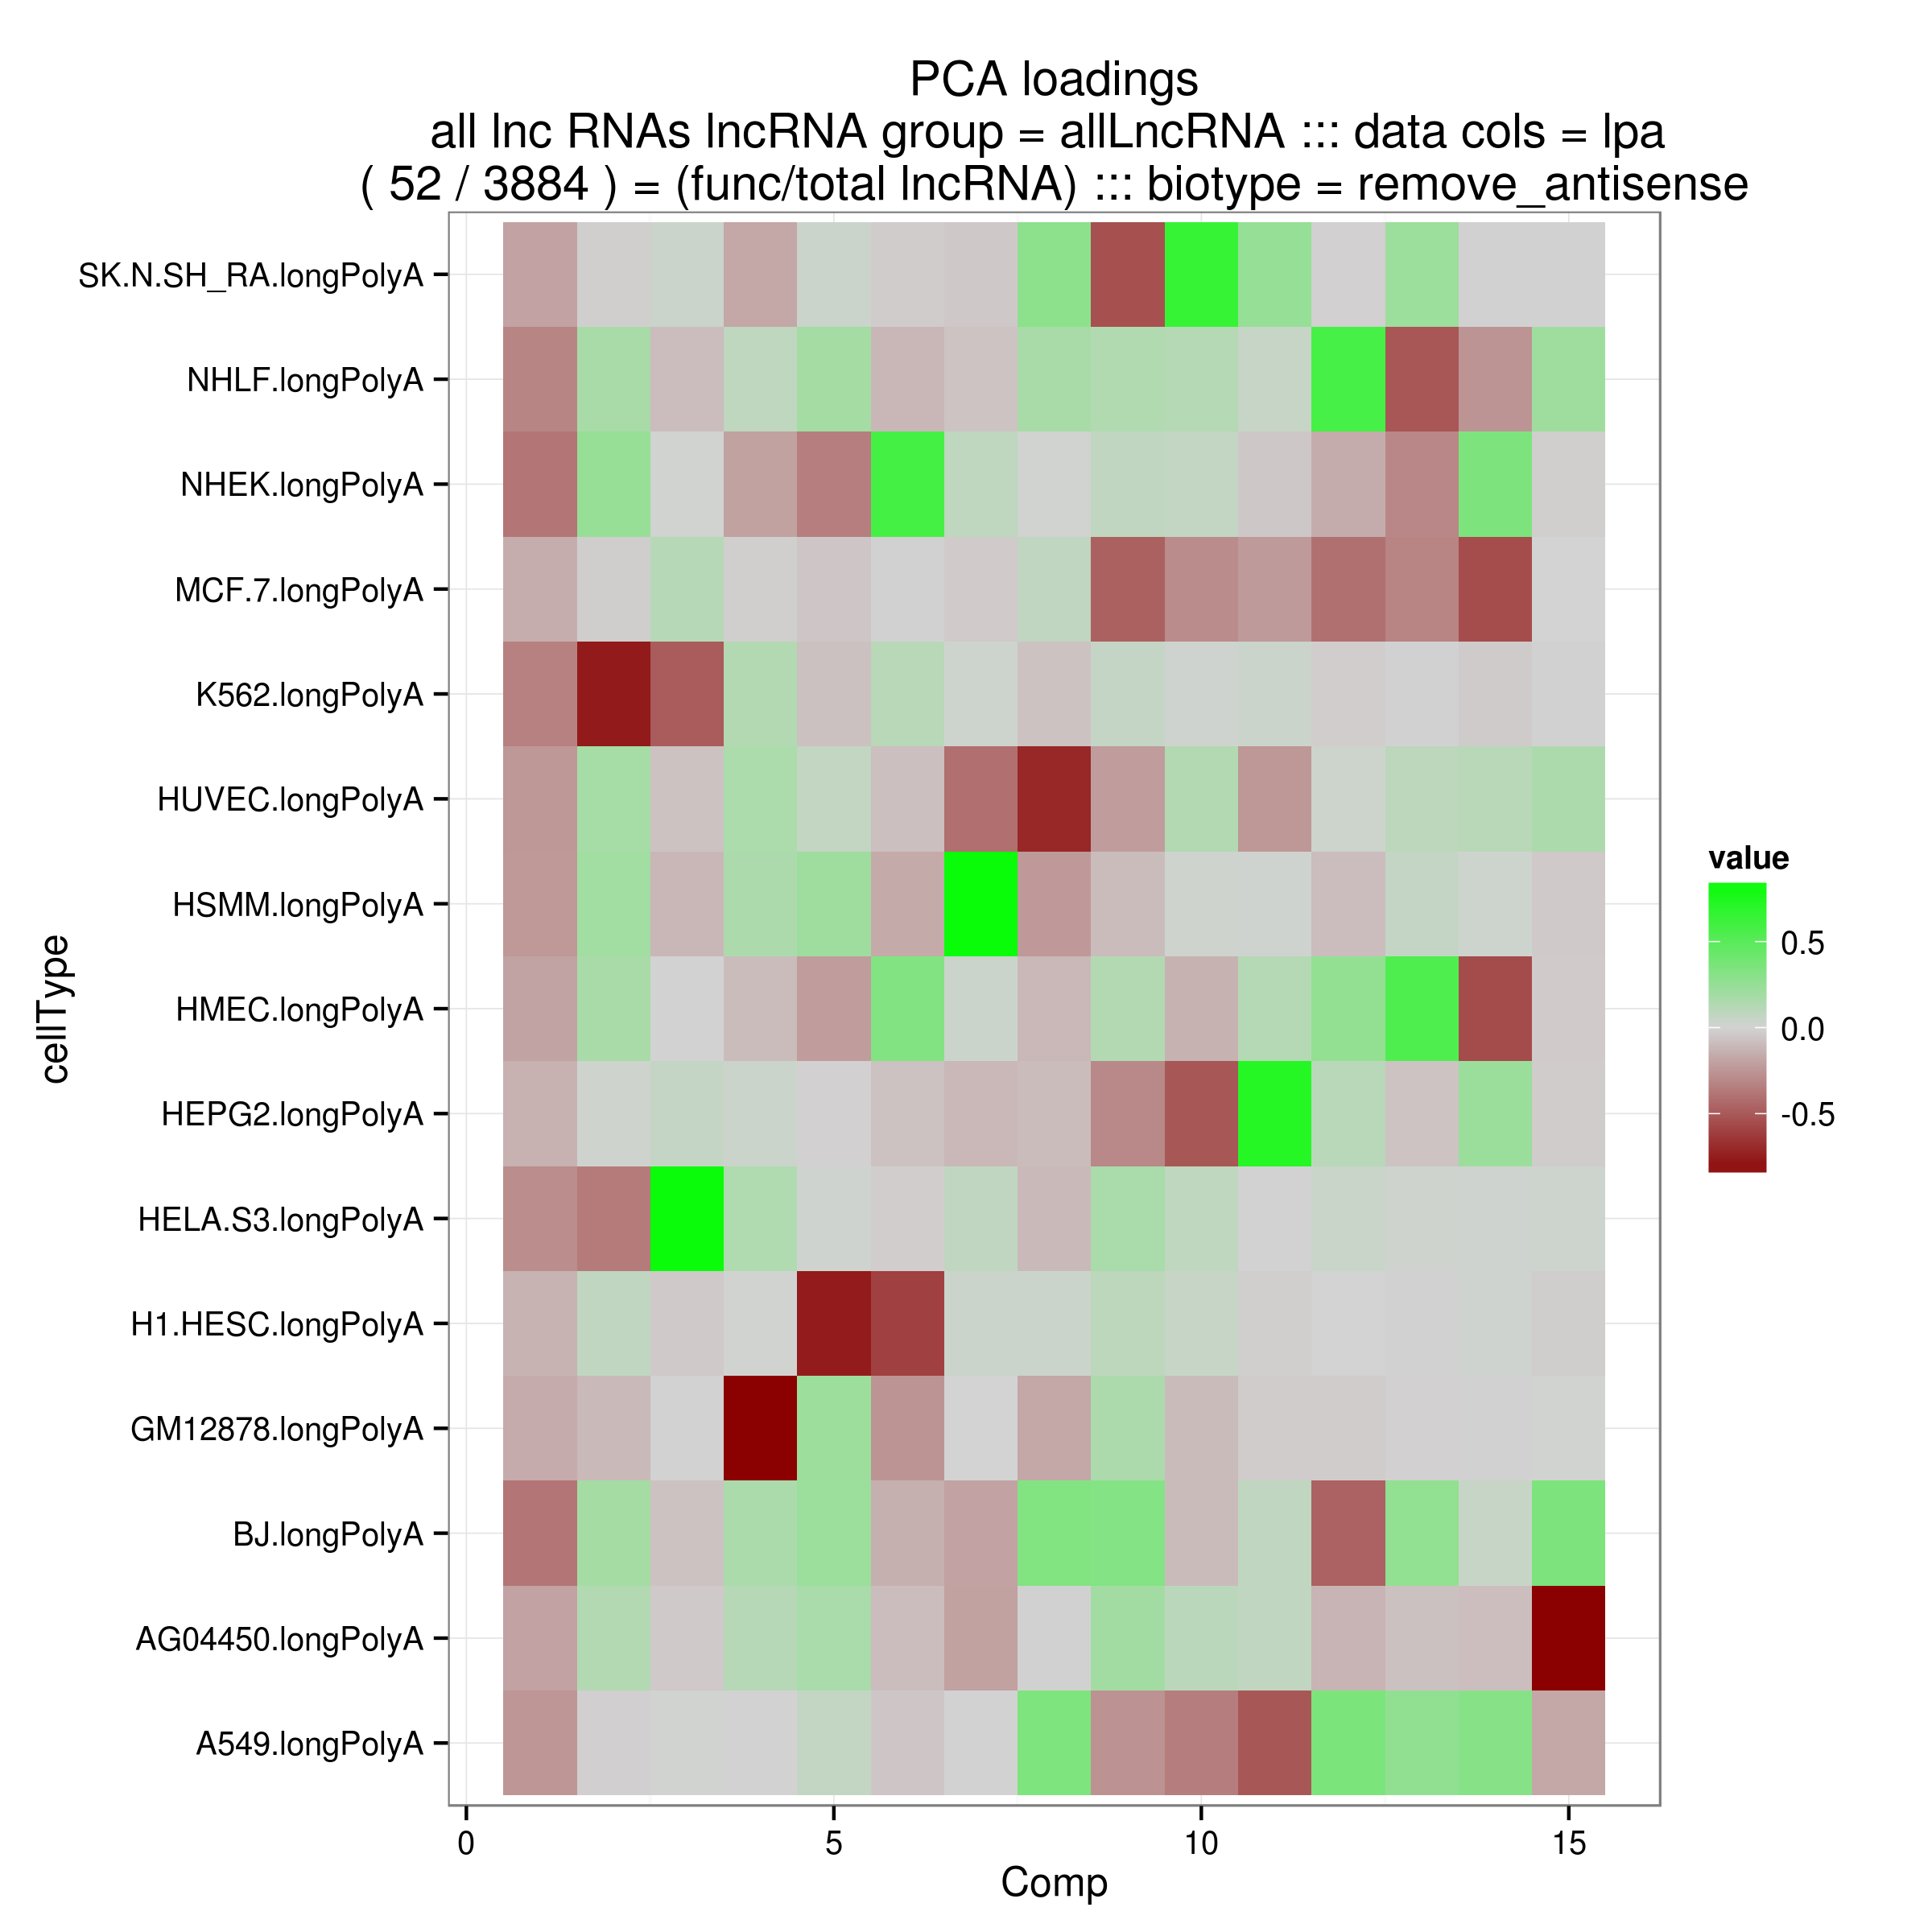 PCA loadings
all lnc RNAs lncRNA group = allLncRNA ::: data cols = lpa
( 52 / 3884 ) = (func/total lncRNA) ::: biotype = remove_antisense
cellType
SK.N.SH_RA.longPolyA
NHLF.longPolyA
NHEK.longPolyA
MCF.7.longPolyA
K562.longPolyA
HUVEC.longPolyA
HSMM.longPolyA
HMEC.longPolyA
HEPG2.longPolyA
HELA.S3.longPolyA
H1.HESC.longPolyA
GM12878.longPolyA
BJ.longPolyA
AG04450.longPolyA
A549.longPolyA
0 5 10 15
Comp
value
0.5
0.0
-0.5